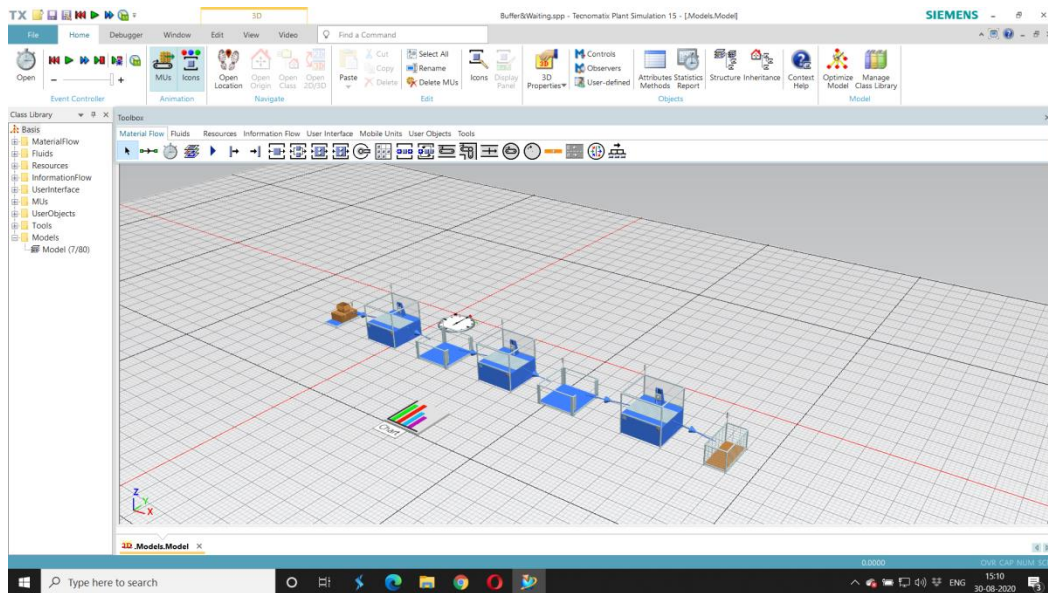 TX
3D
Buffer&Waiting.spp - Tecnomatix Plant Simulation 15 - [.Models.Model]
SIEMENS
File Home Debugger Window Edit View Video Find a Command
Open
Event Controller
MUs Icons
Animation
Open Location
Open Origin
Open Class
Open 2D/3D
Navigate
Paste
Cut
Copy
Delete
Select All
Rename
Delete MUs
Edit
Icons
Display Panel
3D Properties
Controls
Observers
User-defined
Attributes Methods
Statistics Report
Structure
Inheritance
Objects
Context Help
Optimize Model
Manage Class Library
Model
Class Library
Toolbox
Basis
MaterialFlow
Fluids
Resources
InformationFlow
UserInterface
MUs
UserObjects
Tools
Models
Model (7/80)
Material Flow Fluids Resources Information Flow User Interface Mobile Units User Objects Tools
Chart
Z
Y
X
3D .Models.Model
0.0000
OVR CAP NUM SC
Type here to search
ENG
15:10
30-08-2020
3